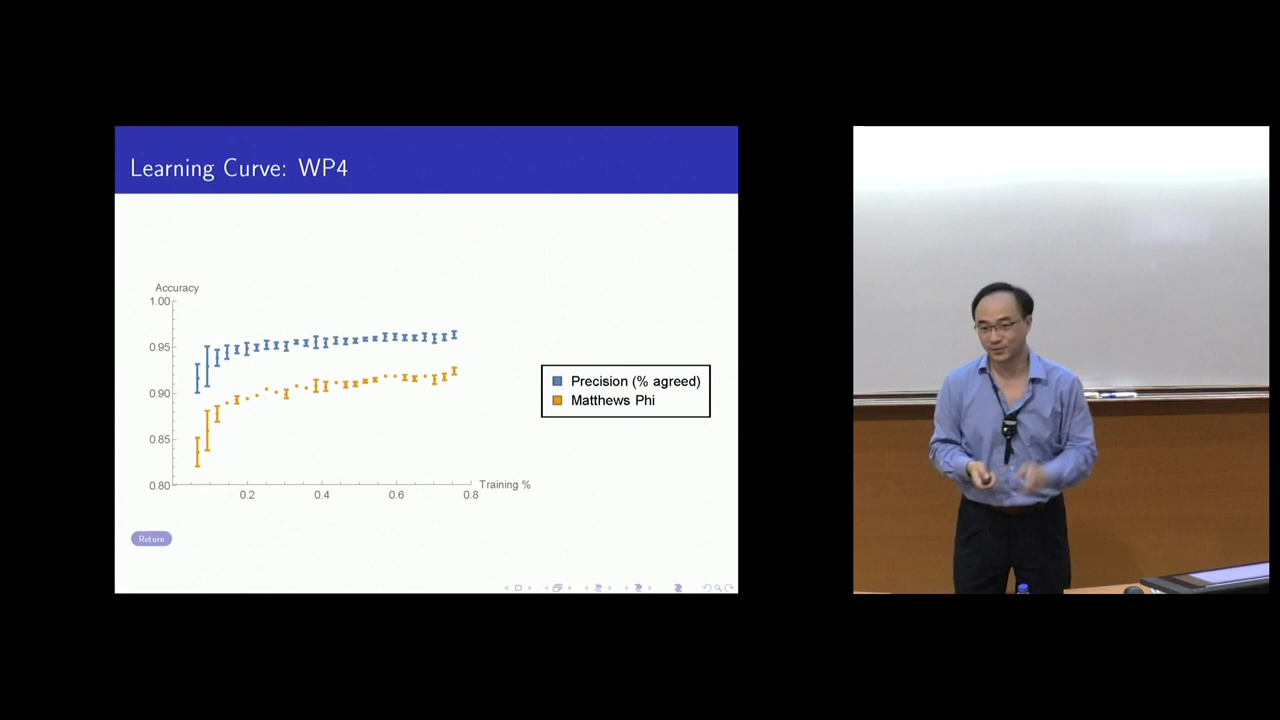 Learning Curve: WP4
Accuracy
1.00
0.95
0.90
0.85
0.80
0.2
0.4
0.6
0.8
Training %
Precision (% agreed)
Matthews Phi
Return